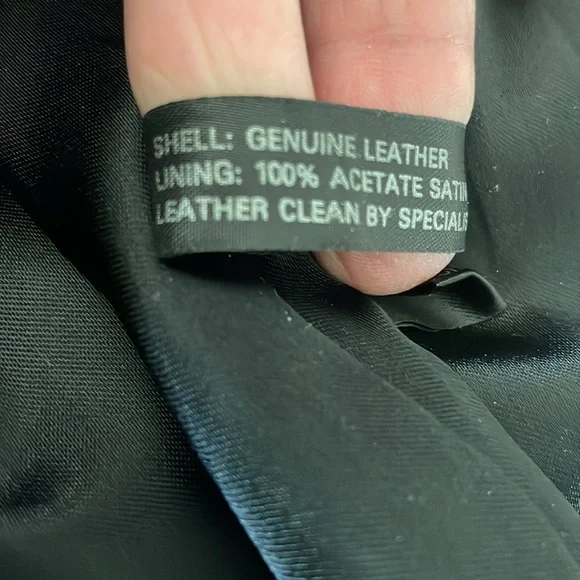 SHELL: GENUINE LEATHER
LINING: 100% ACETATE SATIN
LEATHER CLEAN BY